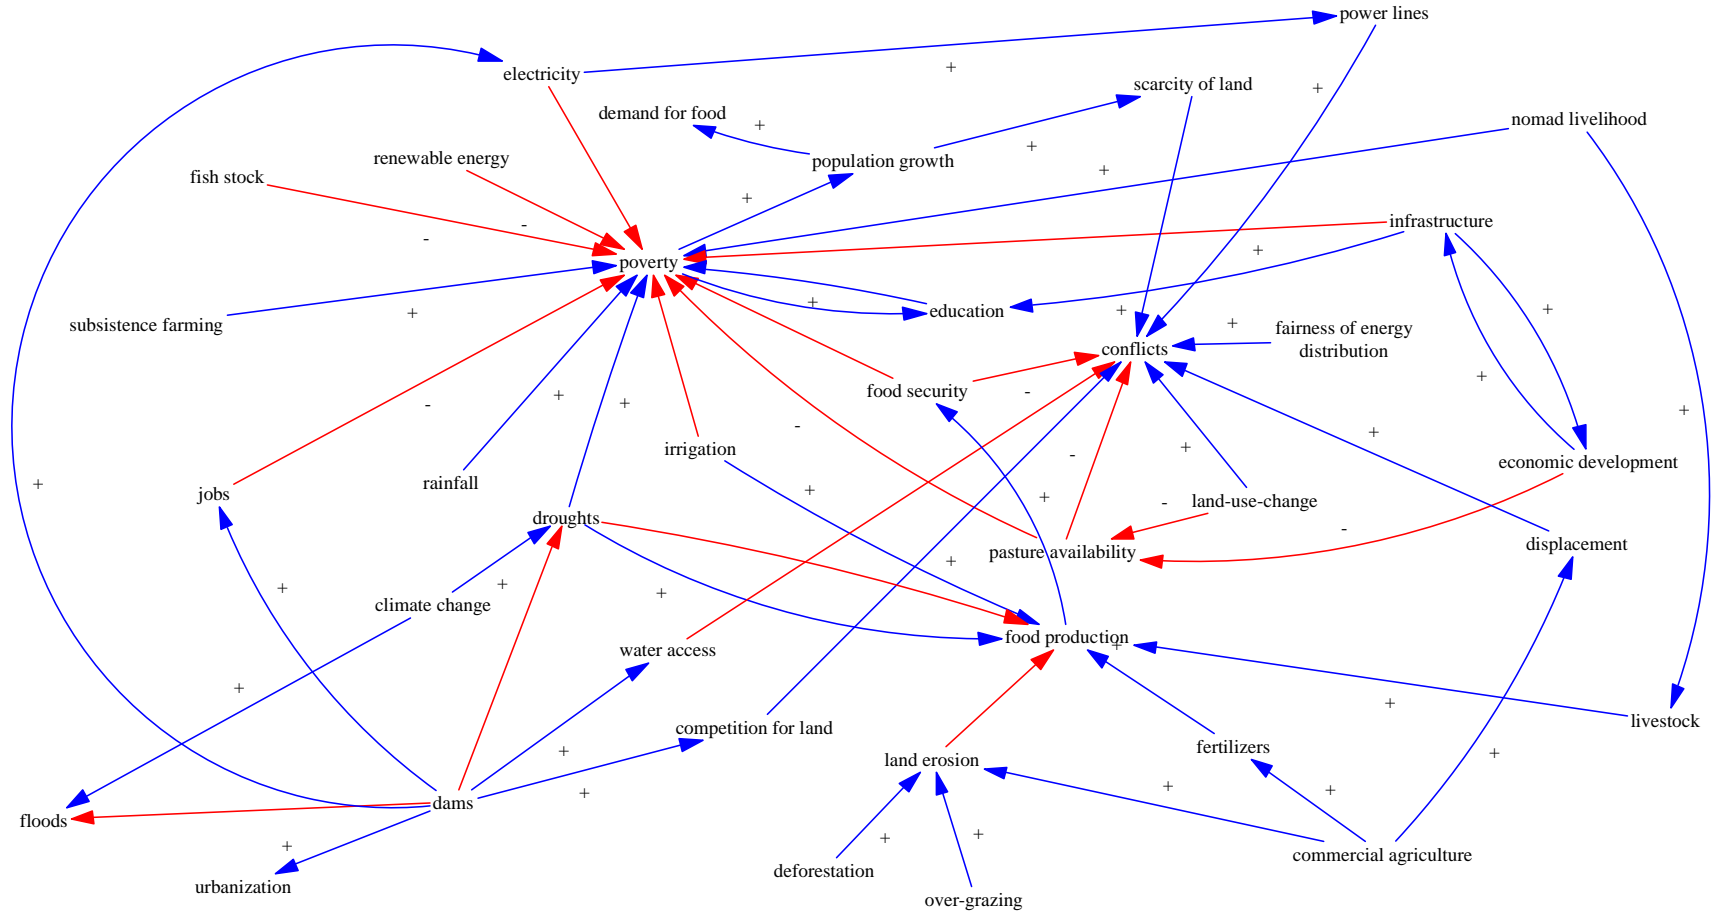 power lines
+
electricity
+
scarcity of land
demand for food
+
nomad livelihood
renewable energy
+
population growth
+
+
fish stock
+
infrastructure
-
-
+
poverty
+
+
+
+
subsistence farming
+
education
+
fairness of energy
distribution
conflicts
+
food security
-
+
+
-
+
-
+
+
irrigation
+
-
economic development
rainfall
+
+
jobs
+
-
land-use-change
-
droughts
displacement
pasture availability
+
+
+
+
climate change
food production
+
water access
+
+
livestock
competition for land
fertilizers
+
+
land erosion
+
+
+
dams
floods
+
+
+
commercial agriculture
deforestation
urbanization
over-grazing